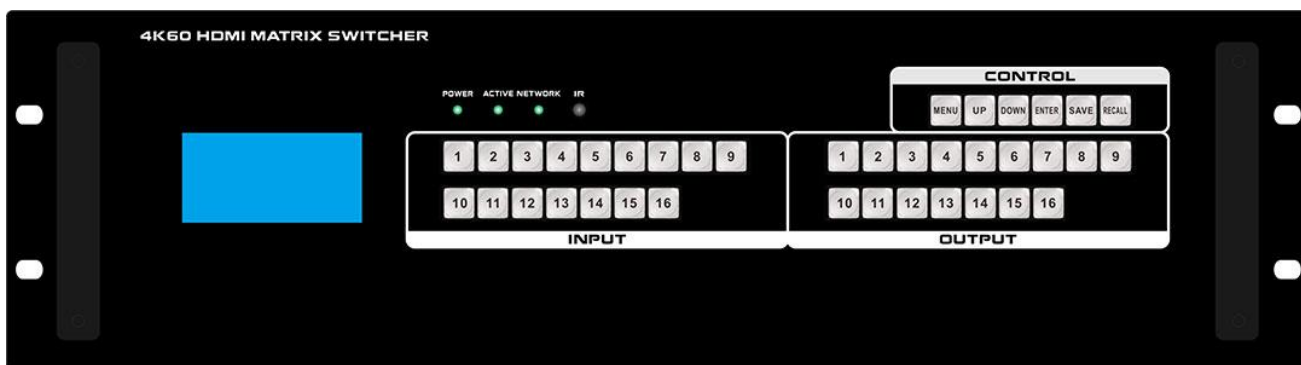 4K60 HDMI MATRIX SWITCHER
POWER ACTIVE NETWORK IR
CONTROL
MENU UP DOWN ENTER SAVE RECALL
1 2 3 4 5 6 7 8 9
10 11 12 13 14 15 16
INPUT
1 2 3 4 5 6 7 8 9
10 11 12 13 14 15 16
OUTPUT